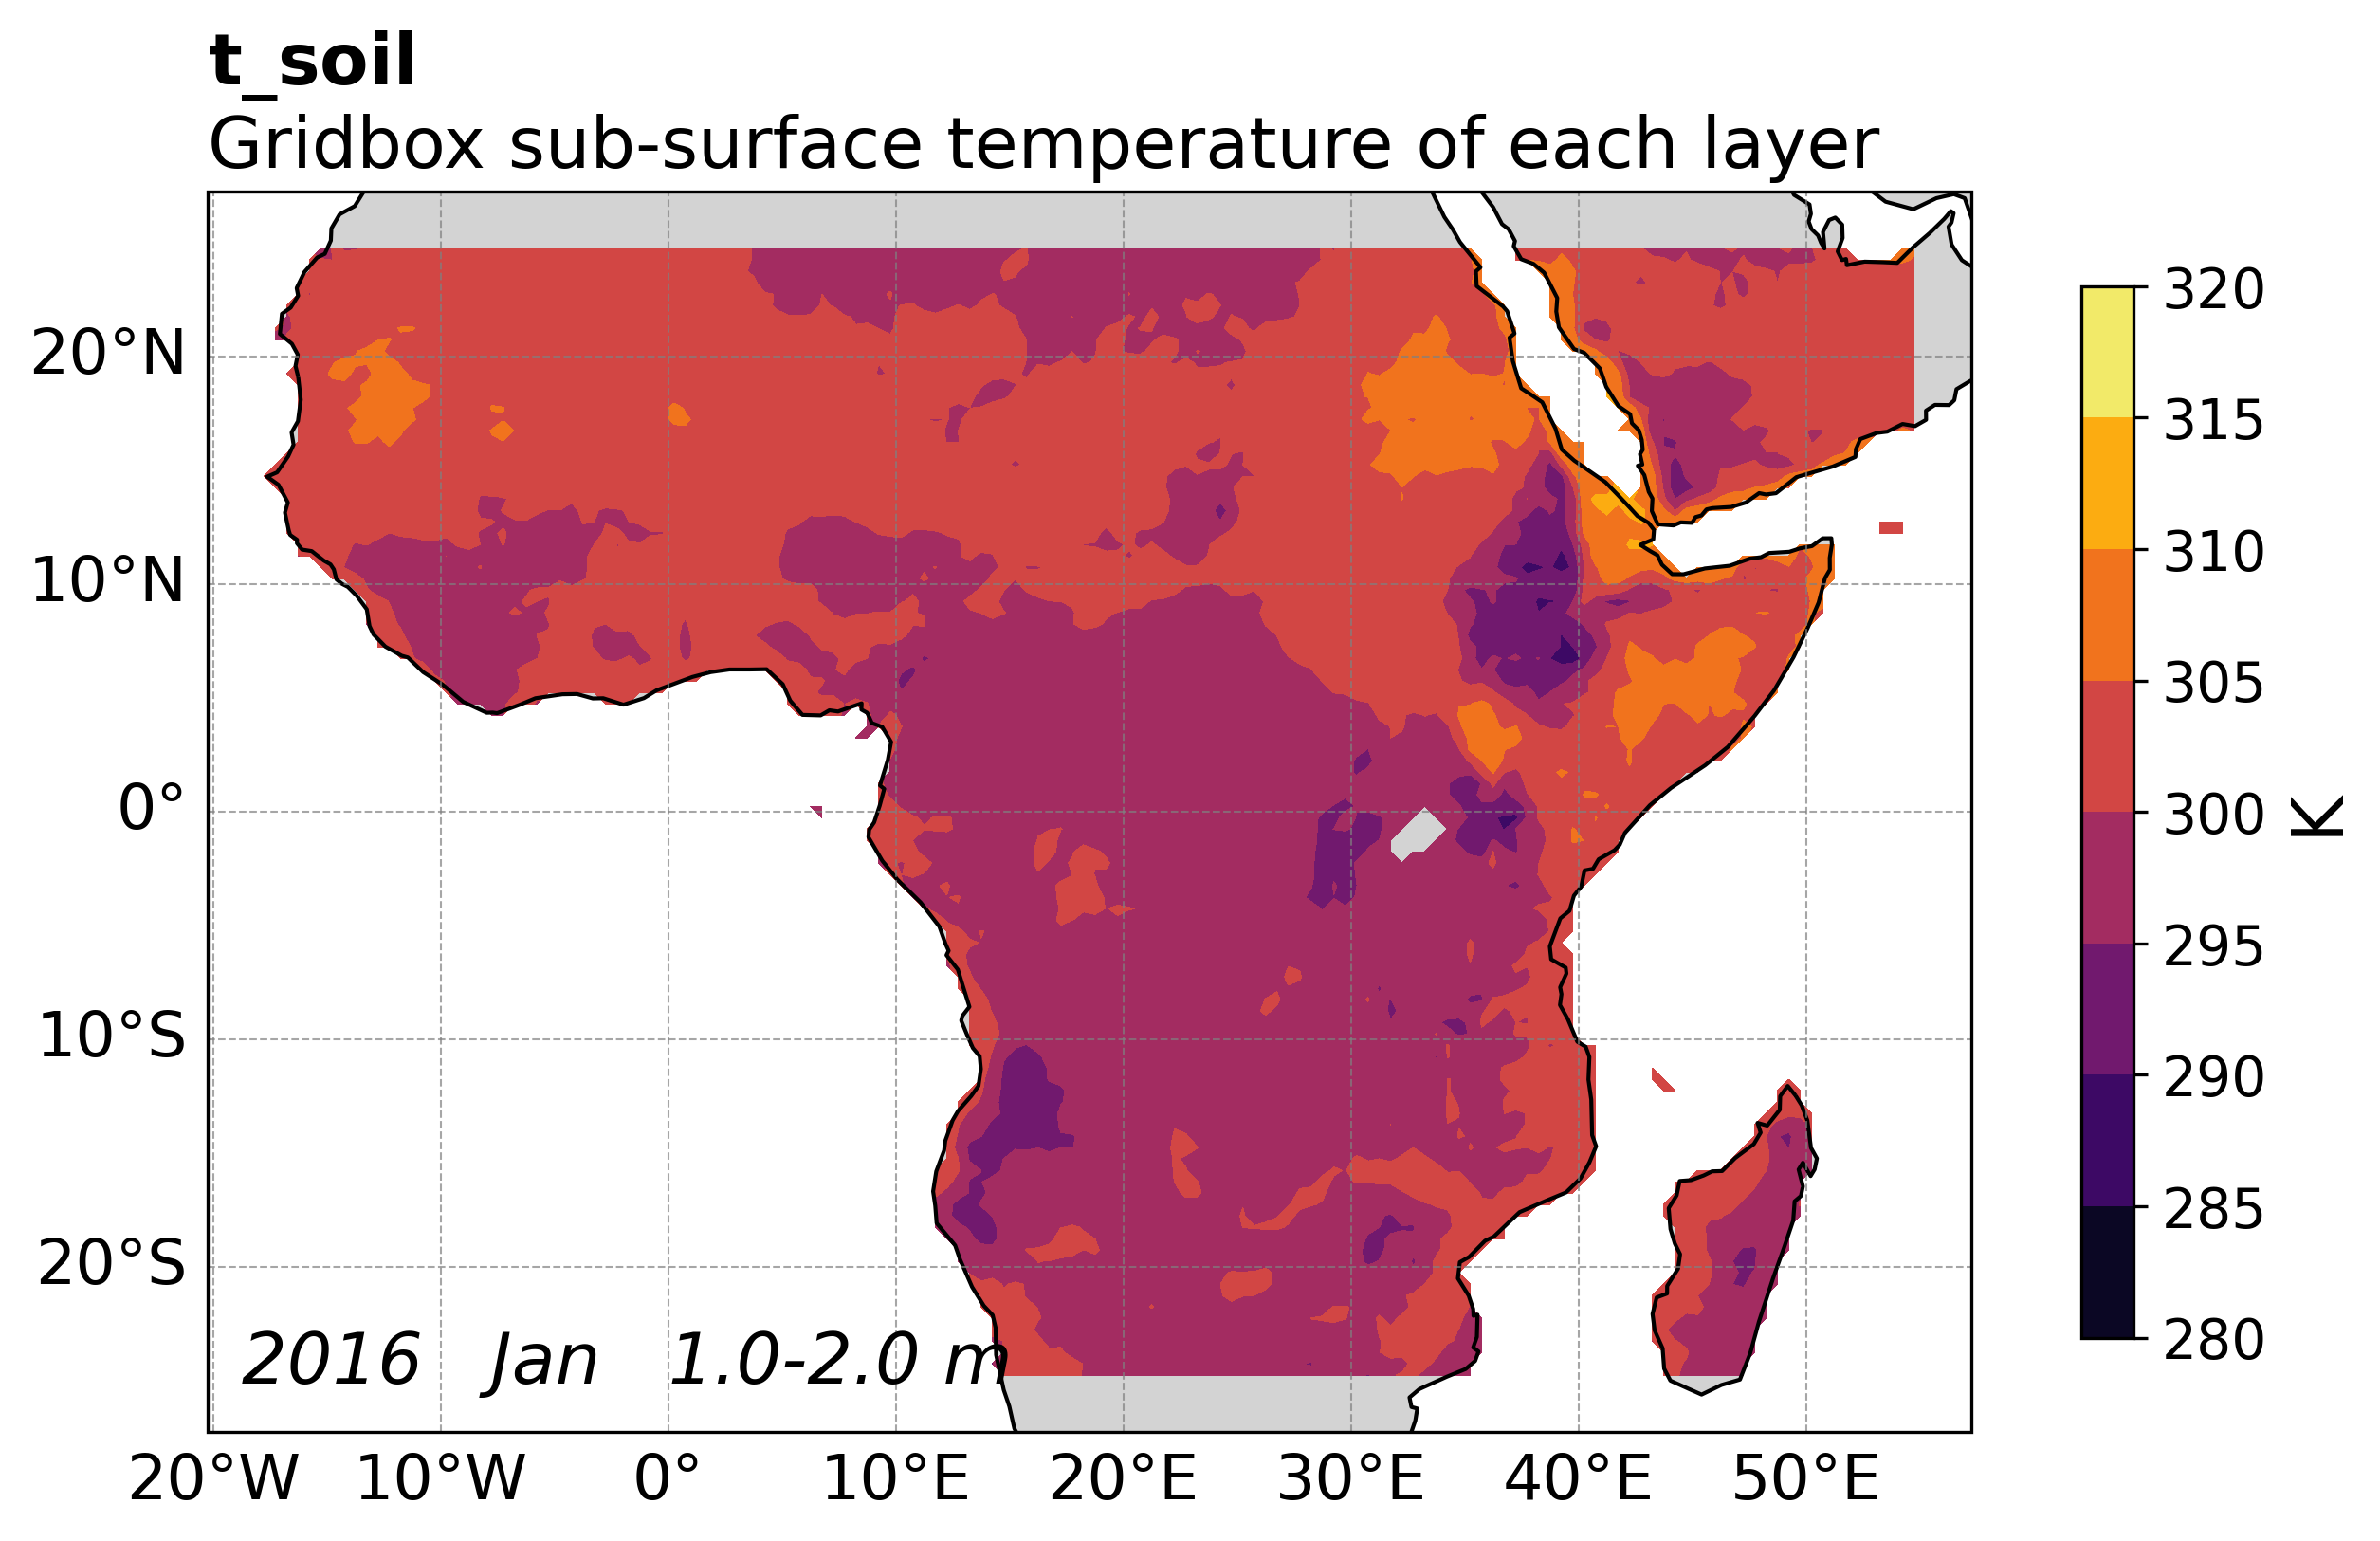 t_soil
Gridbox sub-surface temperature of each layer
20°N
10°N
0°
10°S
20°S
2016 Jan 1.0-2.0 m
20°W 10°W 0° 10°E 20°E 30°E 40°E 50°E
320
315
310
305
300
295
290
285
280
K